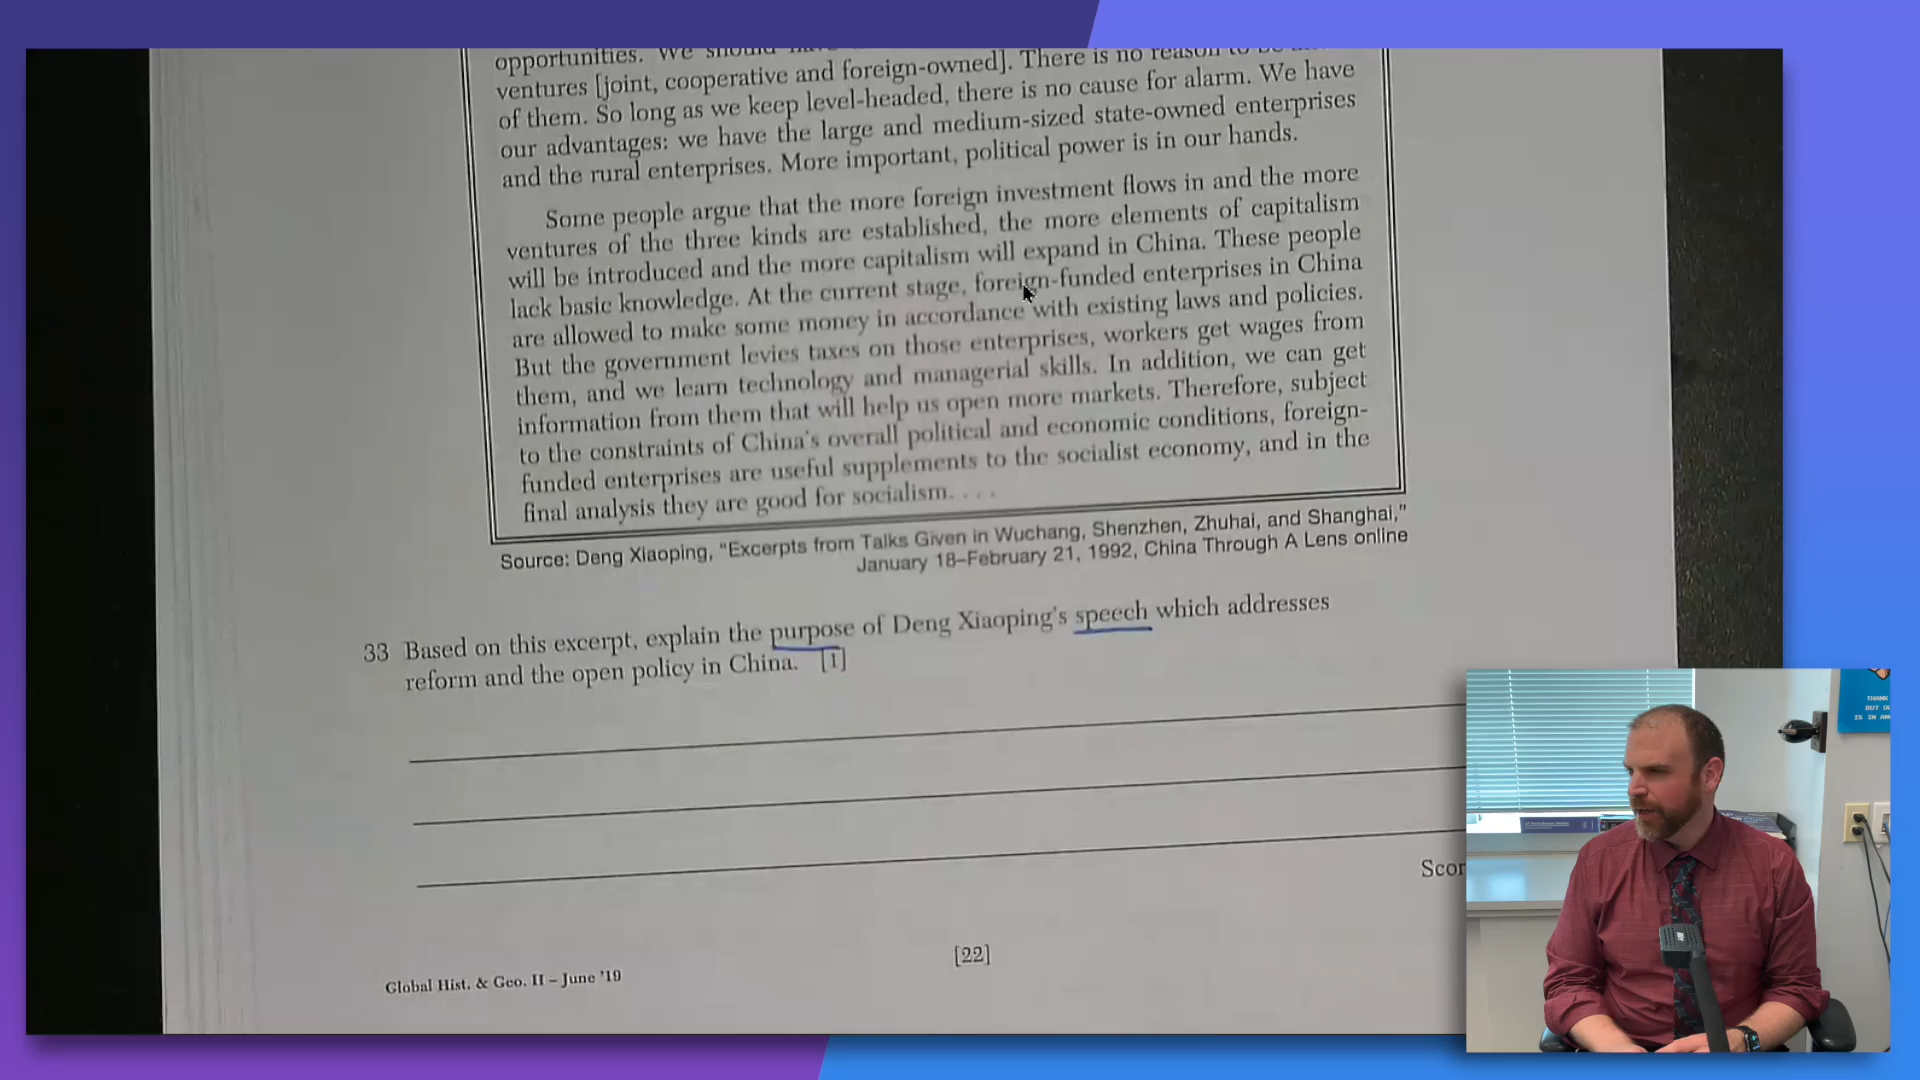 opportunities. We should
ventures [joint, cooperative and foreign-owned]. There is no reason to be
of them. So long as we keep level-headed, there is no cause for alarm. We have
our advantages: we have the large and medium-sized state-owned enterprises
and the rural enterprises. More important, political power is in our hands.
Some people argue that the more foreign investment flows in and the more
ventures of the three kinds are established, the more elements of capitalism
will be introduced and the more capitalism will expand in China. These people
lack basic knowledge. At the current stage, foreign-funded enterprises in China
are allowed to make some money in accordance with existing laws and policies.
But the government levies taxes on those enterprises, workers get wages from
them, and we learn technology and managerial skills. In addition, we can get
information from them that will help us open more markets. Therefore, subject
to the constraints of China's overall political and economic conditions, foreign-
funded enterprises are useful supplements to the socialist economy, and in the
final analysis they are good for socialism. . . .
Source: Deng Xiaoping, "Excerpts from Talks Given in Wuchang, Shenzhen, Zhuhai, and Shanghai,"
January 18–February 21, 1992, China Through A Lens online
33 Based on this excerpt, explain the purpose of Deng Xiaoping's speech which addresses
reform and the open policy in China. [1]
Scor
[22]
Global Hist. & Geo. II – June '19
THANK
BUT OU
IS IN AN